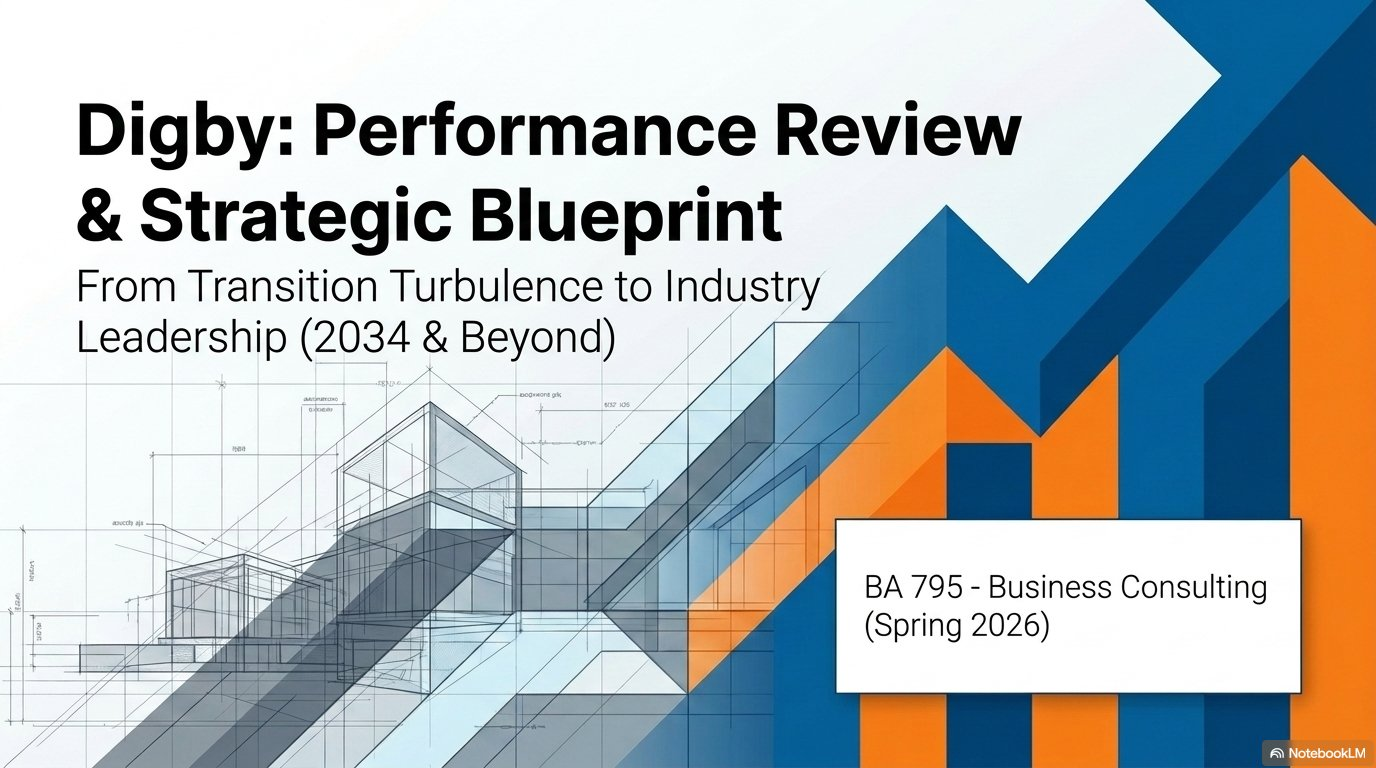 Digby: Performance Review
& Strategic Blueprint
From Transition Turbulence to Industry
Leadership (2034 & Beyond)
BA 795 - Business Consulting
(Spring 2026)
NotebookLM